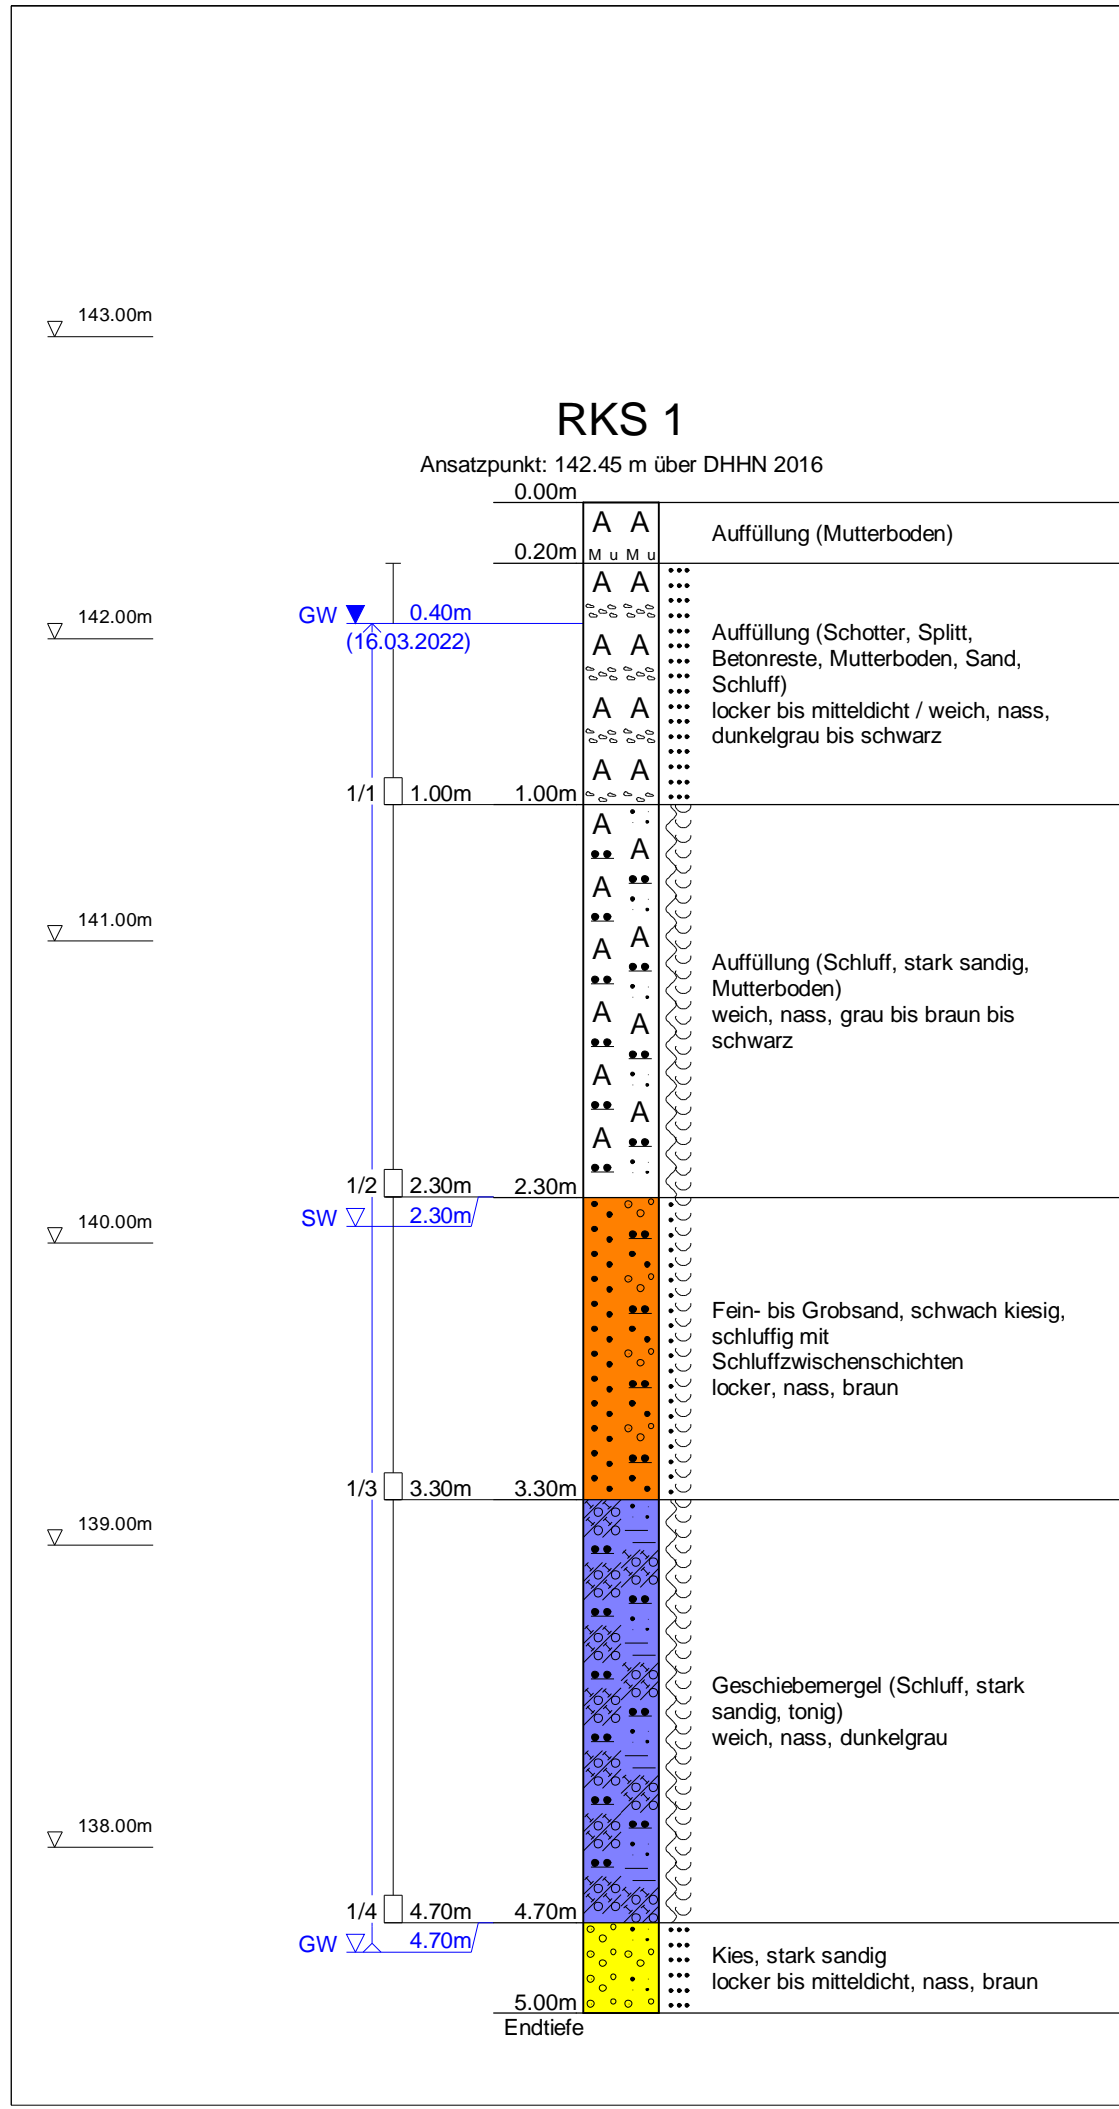 143.00m
RKS 1
Ansatzpunkt: 142.45 m über DHHN 2016
0.00m
A A
Auffüllung (Mutterboden)
0.20m
M u M u
A A
142.00m
GW 0.40m
(16.03.2022)
A A
Auffüllung (Schotter, Splitt,
Betonreste, Mutterboden, Sand,
Schluff)
locker bis mitteldicht / weich, nass,
dunkelgrau bis schwarz
A A
A A
1/1 1.00m 1.00m
A
A
A
141.00m
A
A
Auffüllung (Schluff, stark sandig,
Mutterboden)
weich, nass, grau bis braun bis
schwarz
A
A
A
A
A
1/2 2.30m 2.30m
SW 2.30m
140.00m
Fein- bis Grobsand, schwach kiesig,
schluffig mit
Schluffzwischenschichten
locker, nass, braun
1/3 3.30m 3.30m
139.00m
Geschiebemergel (Schluff, stark
sandig, tonig)
weich, nass, dunkelgrau
138.00m
1/4 4.70m 4.70m
GW 4.70m
Kies, stark sandig
locker bis mitteldicht, nass, braun
5.00m
Endtiefe